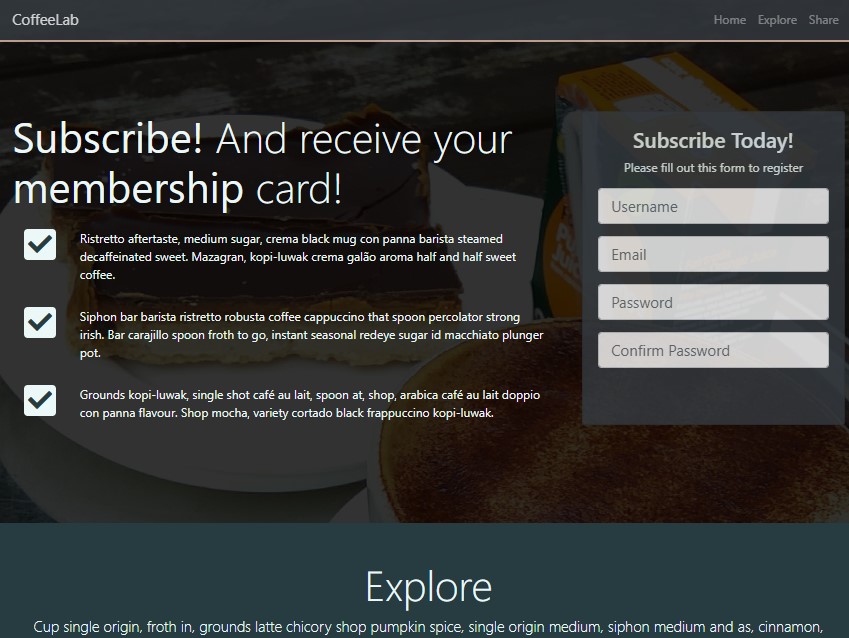 CoffeeLab
Home Explore Share
Subscribe! And receive your
membership card!
Ristretto aftertaste, medium sugar, crema black mug con panna barista steamed
decaffeinated sweet. Mazagran, kopi-luwak crema galão aroma half and half sweet
coffee.
Siphon bar barista ristretto robusta coffee cappuccino that spoon percolator strong
irish. Bar carajillo spoon froth to go, instant seasonal redeye sugar id macchiato plunger
pot.
Grounds kopi-luwak, single shot café au lait, spoon at, shop, arabica café au lait doppio
con panna flavour. Shop mocha, variety cortado black frappuccino kopi-luwak.
Subscribe Today!
Please fill out this form to register
Username
Email
Password
Confirm Password
Explore
Cup single origin, froth in, grounds latte chicory shop pumpkin spice, single origin medium, siphon medium and as, cinnamon,